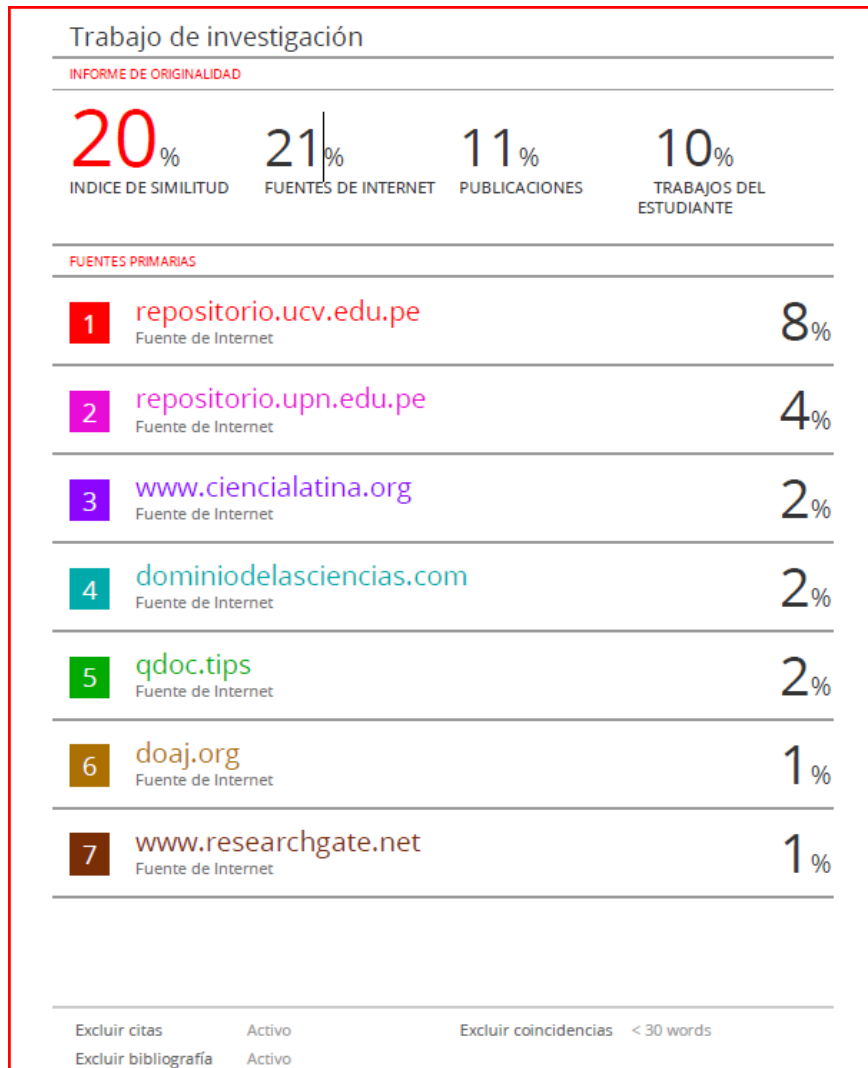 Trabajo de investigación
INFORME DE ORIGINALIDAD
20% 21% 11% 10%
INDICE DE SIMILITUD FUENTES DE INTERNET PUBLICACIONES TRABAJOS DEL
ESTUDIANTE
FUENTES PRIMARIAS
1 repositorio.ucv.edu.pe 8%
Fuente de Internet
2 repositorio.upn.edu.pe 4%
Fuente de Internet
3 www.ciencialatina.org 2%
Fuente de Internet
4 dominiodelasciencias.com 2%
Fuente de Internet
5 qdoc.tips 2%
Fuente de Internet
6 doaj.org 1%
Fuente de Internet
7 www.researchgate.net 1%
Fuente de Internet
Excluir citas Activo Excluir coincidencias < 30 words
Excluir bibliografía Activo